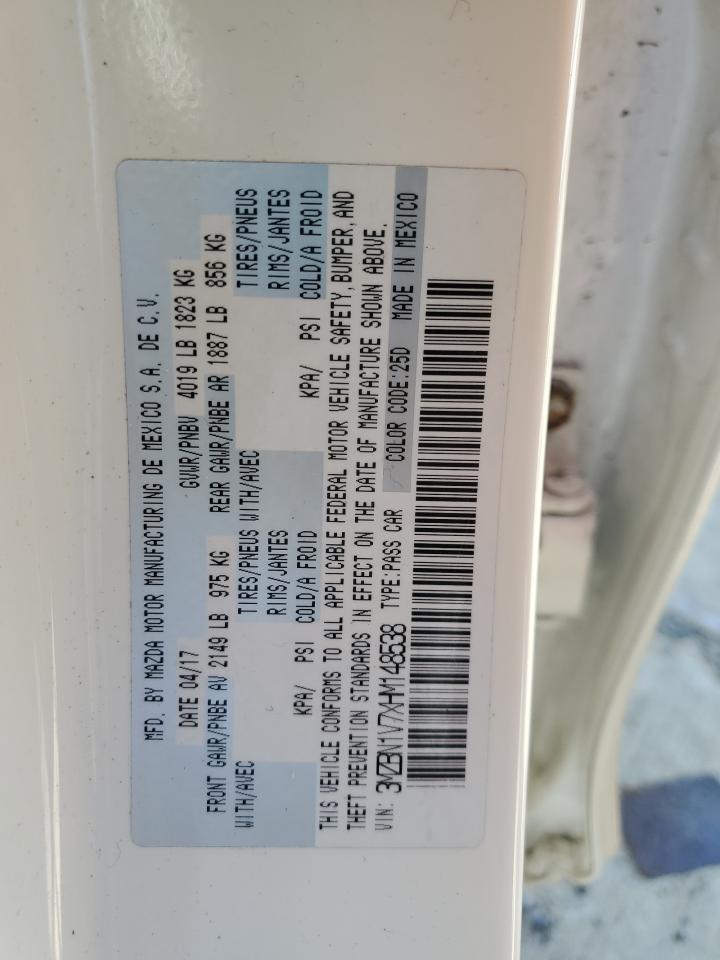 MFD. BY MAZDA MOTOR MANUFACTURING DE MEXICO S.A. DE C.V.
DATE 04/17 GVWR/PNBV 4019 LB 1823 KG
FRONT GAWR/PNBE AV 2149 LB 975 KG REAR GAWR/PNBE AR 1887 LB 856 KG
WITH/AVEC TIRES/PNEUS WITH/AVEC TIRES/PNEUS
RIMS/JANTES RIMS/JANTES
KPA/ PSI COLD/A FROID KPA/ PSI COLD/A FROID
THIS VEHICLE CONFORMS TO ALL APPLICABLE FEDERAL MOTOR VEHICLE SAFETY, BUMPER, AND
THEFT PREVENTION STANDARDS IN EFFECT ON THE DATE OF MANUFACTURE SHOWN ABOVE.
VIN: 3MZBN1V7XHM148538 TYPE:PASS CAR COLOR CODE:25D MADE IN MEXICO